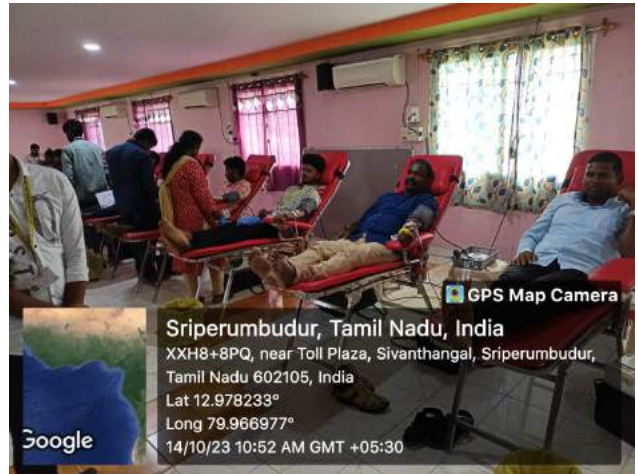 GPS Map Camera
Sriperumbudur, Tamil Nadu, India
XXH8+8PQ, near Toll Plaza, Sivanthangal, Sriperumbudur,
Tamil Nadu 602105, India
Lat 12.978233°
Long 79.966977°
14/10/23 10:52 AM GMT +05:30
Google